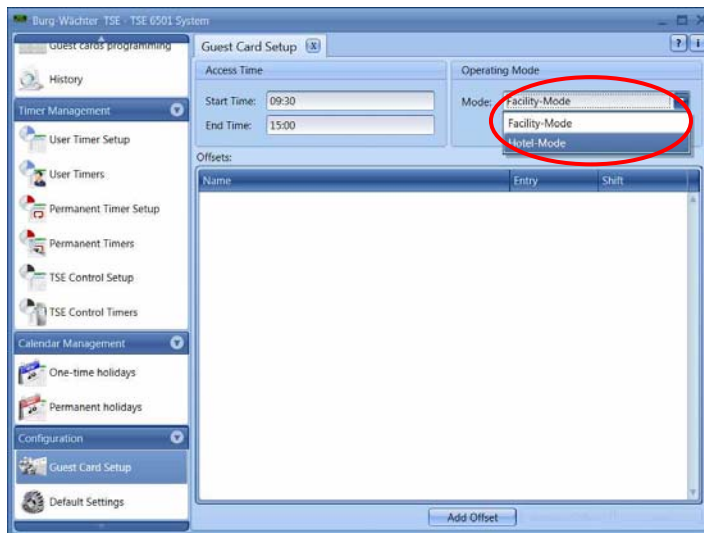 Burg-Wächter TSE - TSE 6501 System
Guest cards programming
History
Timer Management
User Timer Setup
User Timers
Permanent Timer Setup
Permanent Timers
TSE Control Setup
TSE Control Timers
Calendar Management
One-time holidays
Permanent holidays
Configuration
Guest Card Setup
Default Settings
Guest Card Setup x
? i
Access Time
Start Time: 09:30
End Time: 15:00
Operating Mode
Mode: Facility-Mode
Facility-Mode
Hotel-Mode
Offsets:
Name Entry Shift
Add Offset